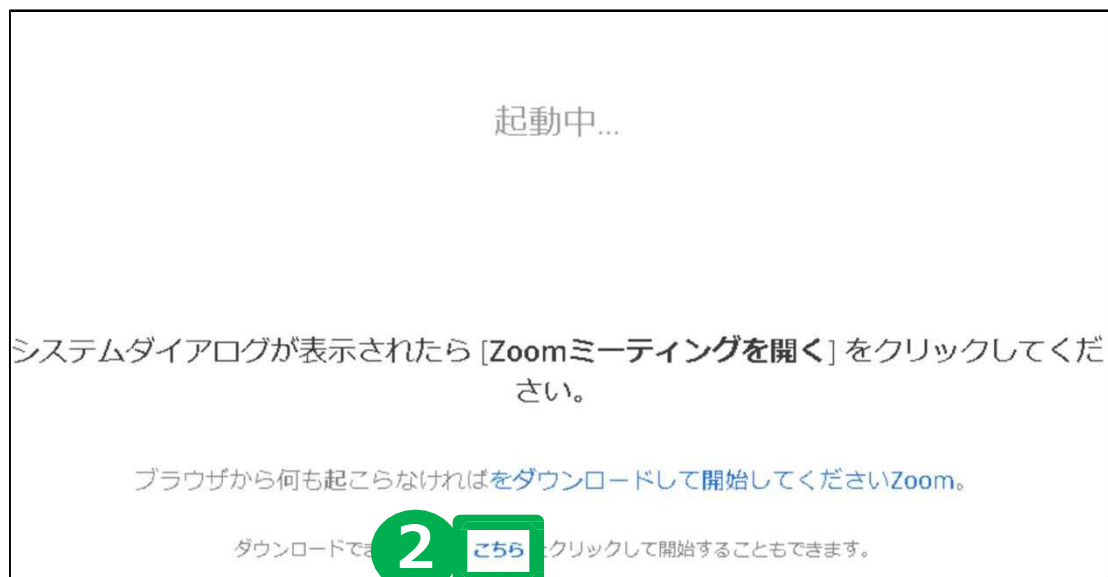 起動中...
システムダイアログが表示されたら [Zoomミーティングを開く] をクリックしてくだ
さい。
ブラウザから何も起こらなければをダウンロードして開始してくださいZoom。
ダウンロードでき 2 こちら クリックして開始することもできます。